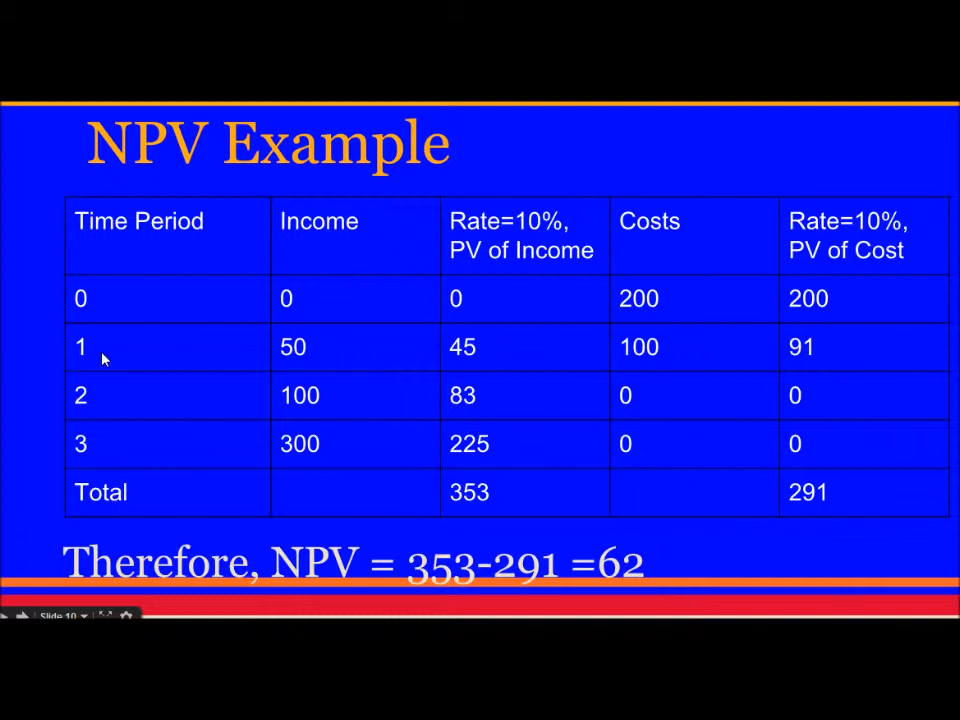 NPV Example
Time Period Income Rate=10%, PV of Income Costs Rate=10%, PV of Cost
0 0 0 200 200
1 50 45 100 91
2 100 83 0 0
3 300 225 0 0
Total 353 291
Therefore, NPV = 353-291 =62
Slide 10